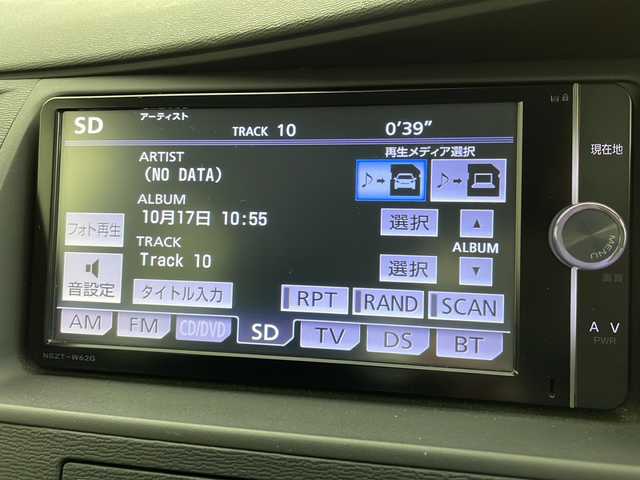 アーティスト
SD TRACK 10 0'39"
ARTIST 再生メディア選択
(NO DATA)
ALBUM
10月17日 10:55 選択 ▲
フォト再生 TRACK ALBUM
Track 10 選択 ▼
音設定 タイトル入力 RPT RAND SCAN
AM FM CD/DVD SD TV DS BT
NSZT-W62G
現在地
MENU
画面
∧ ∨
PWR